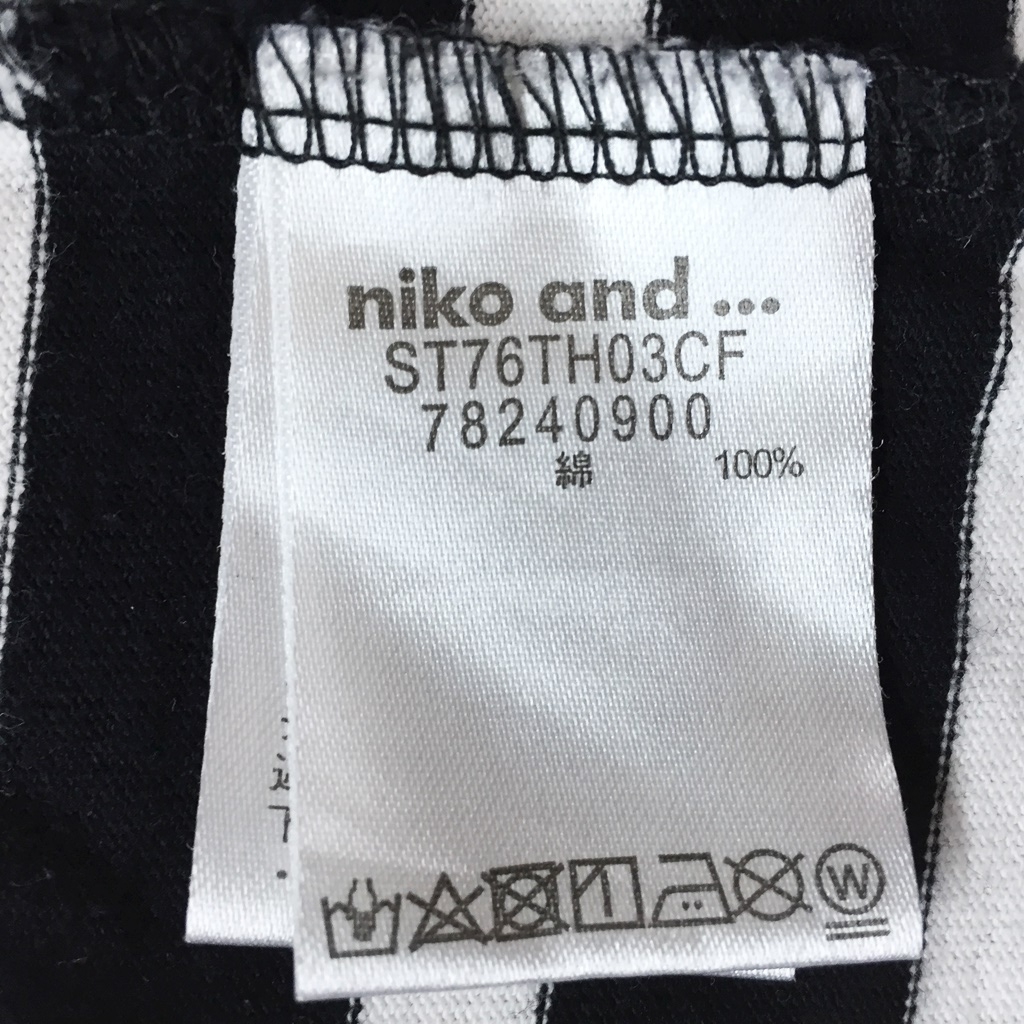 niko and ...
ST76TH03CF
78240900
綿 100%
W